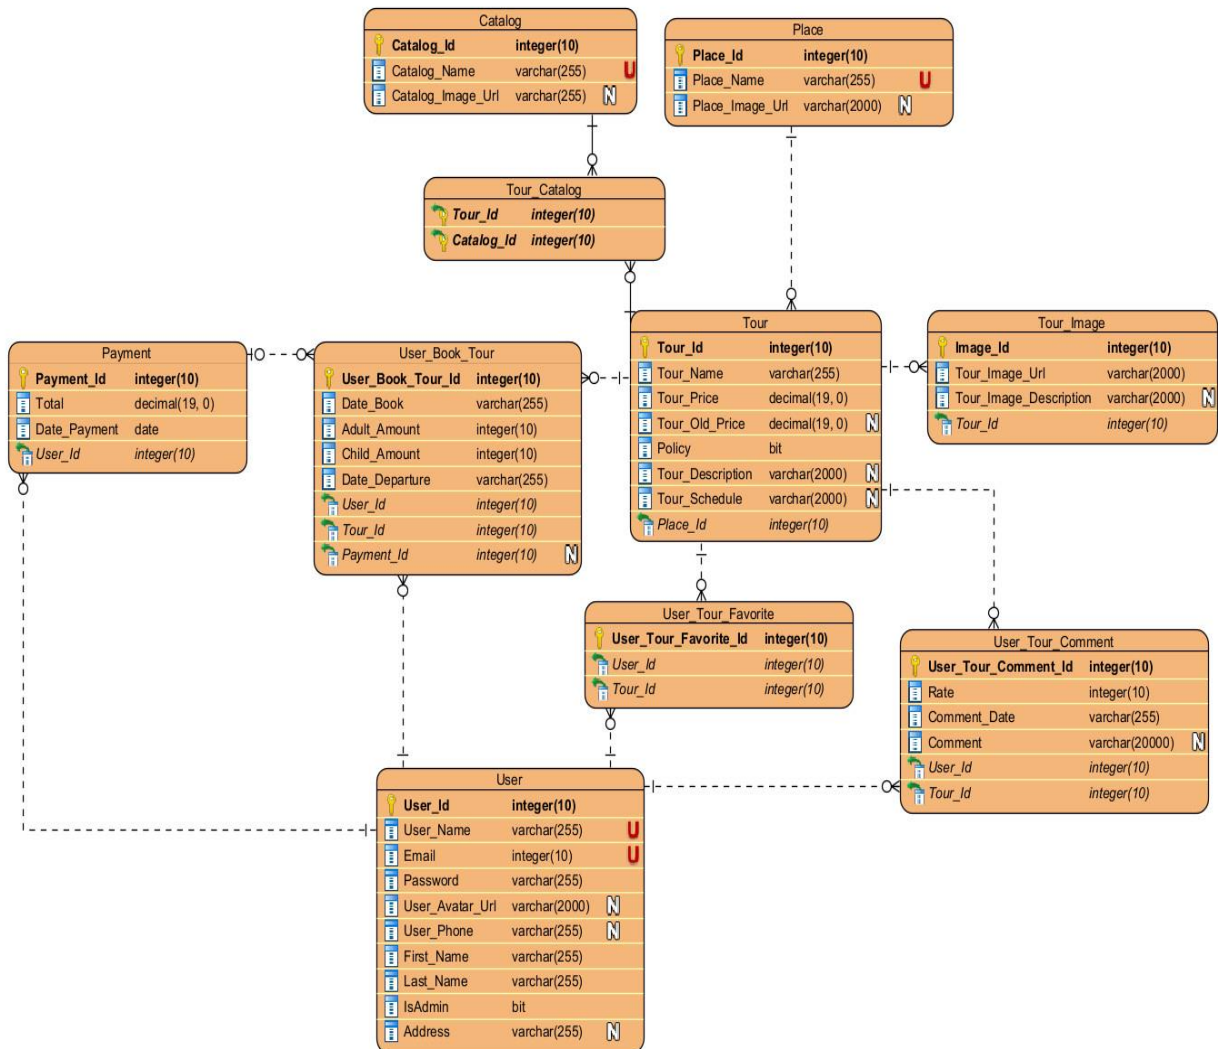 Catalog
Catalog_Id integer(10)
Catalog_Name varchar(255) U
Catalog_Image_Url varchar(255) N
Place
Place_Id integer(10)
Place_Name varchar(255) U
Place_Image_Url varchar(2000) N
Tour_Catalog
Tour_Id integer(10)
Catalog_Id integer(10)
Payment
Payment_Id integer(10)
Total decimal(19, 0)
Date_Payment date
User_Id integer(10)
User_Book_Tour
User_Book_Tour_Id integer(10)
Date_Book varchar(255)
Adult_Amount integer(10)
Child_Amount integer(10)
Date_Departure varchar(255)
User_Id integer(10)
Tour_Id integer(10)
Payment_Id integer(10) N
Tour
Tour_Id integer(10)
Tour_Name varchar(255)
Tour_Price decimal(19, 0)
Tour_Old_Price decimal(19, 0) N
Policy bit
Tour_Description varchar(2000) N
Tour_Schedule varchar(2000) N
Place_Id integer(10)
Tour_Image
Image_Id integer(10)
Tour_Image_Url varchar(2000)
Tour_Image_Description varchar(2000) N
Tour_Id integer(10)
User_Tour_Favorite
User_Tour_Favorite_Id integer(10)
User_Id integer(10)
Tour_Id integer(10)
User_Tour_Comment
User_Tour_Comment_Id integer(10)
Rate integer(10)
Comment_Date varchar(255)
Comment varchar(20000) N
User_Id integer(10)
Tour_Id integer(10)
User
User_Id integer(10)
User_Name varchar(255) U
Email integer(10) U
Password varchar(255)
User_Avatar_Url varchar(2000) N
User_Phone varchar(255) N
First_Name varchar(255)
Last_Name varchar(255)
IsAdmin bit
Address varchar(255) N